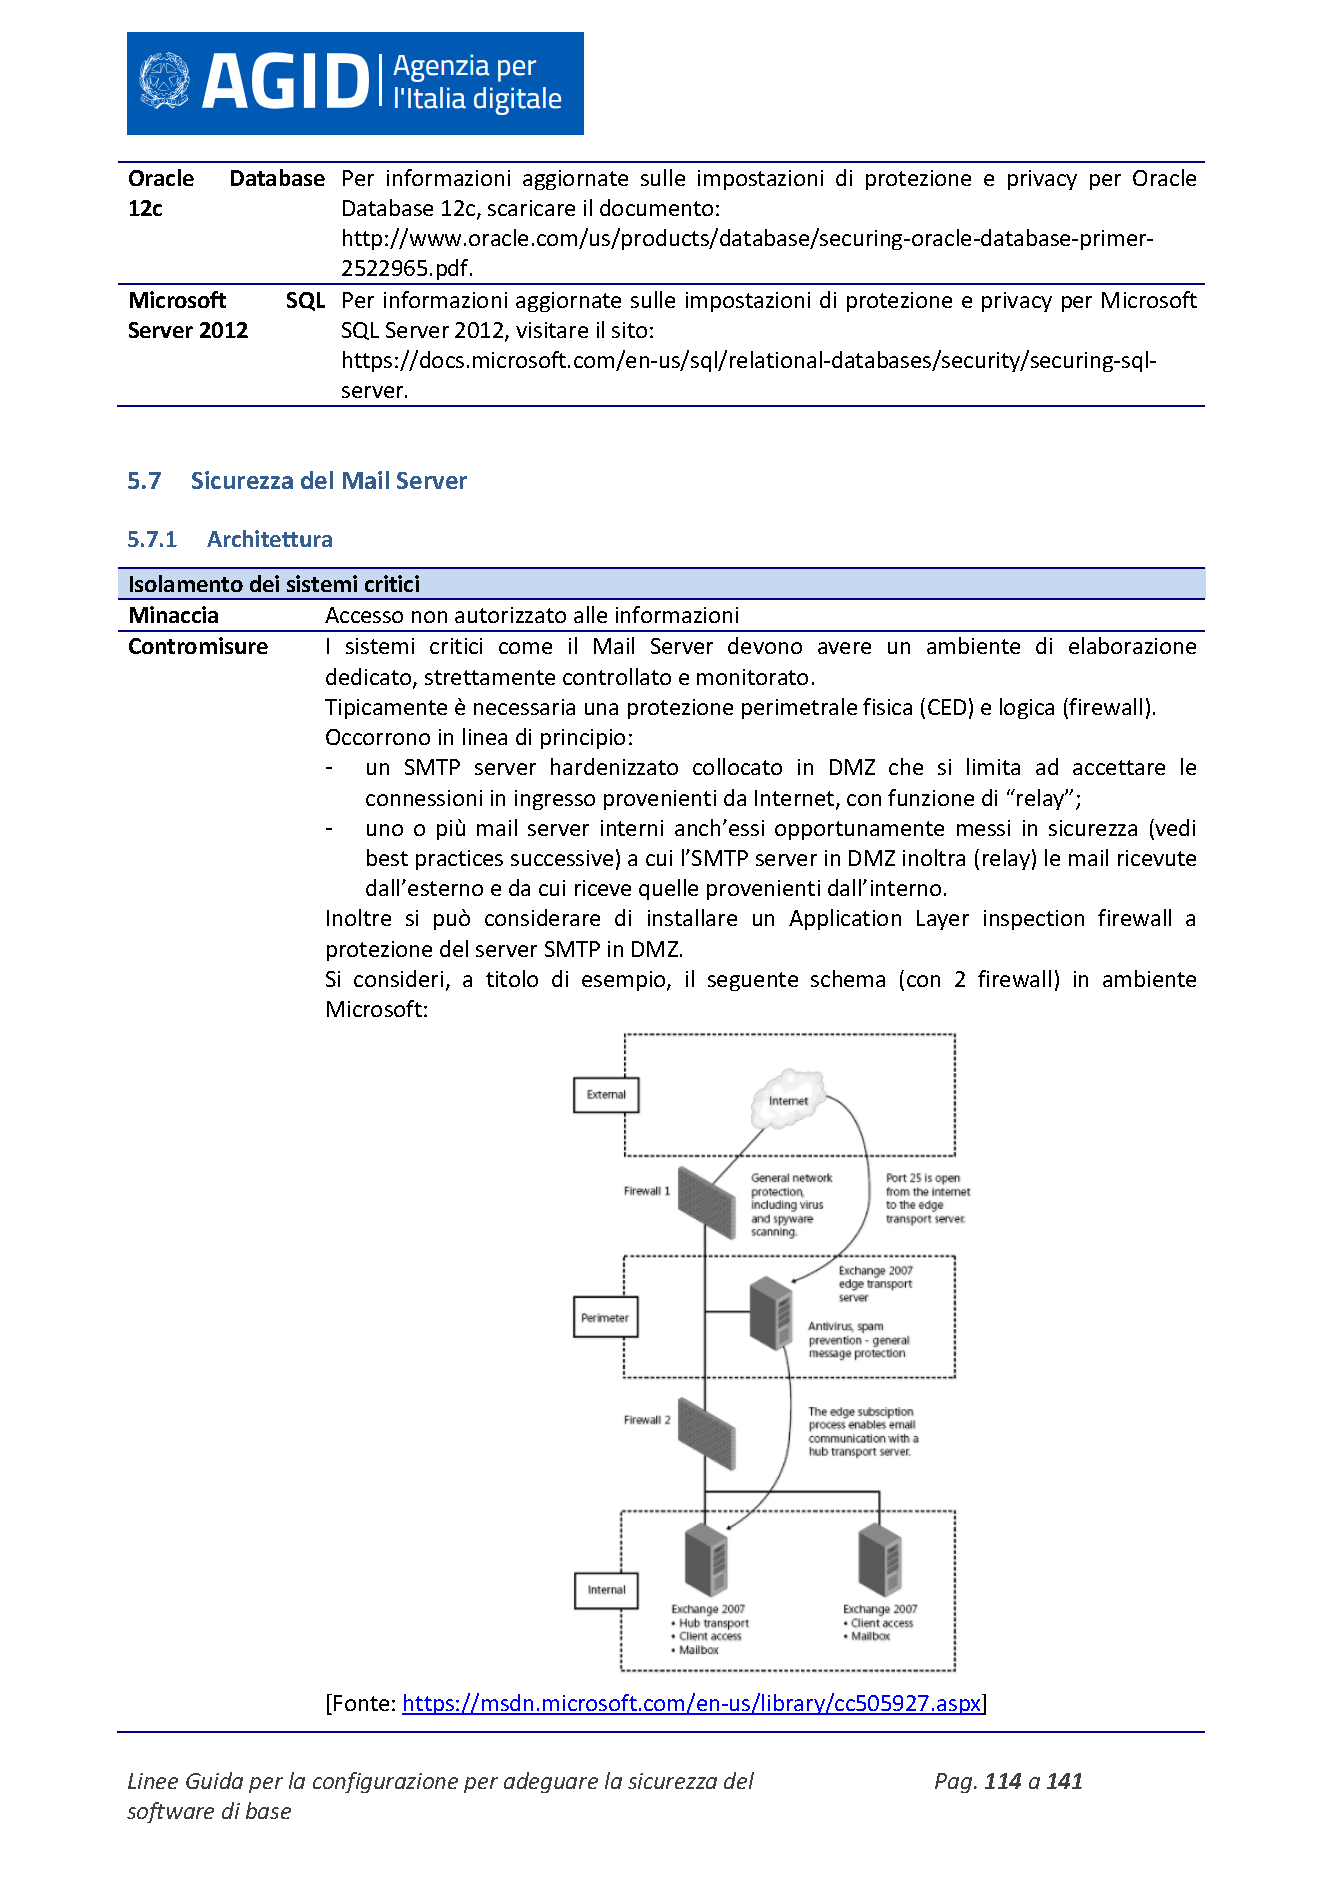 AGID Agenzia per
l'Italia digitale
Oracle Database Per informazioni aggiornate sulle impostazioni di protezione e privacy per Oracle
12c Database 12c, scaricare il documento:
http://www.oracle.com/us/products/database/securing-oracle-database-primer-
2522965.pdf.
Microsoft SQL Per informazioni aggiornate sulle impostazioni di protezione e privacy per Microsoft
Server 2012 SQL Server 2012, visitare il sito:
https://docs.microsoft.com/en-us/sql/relational-databases/security/securing-sql-
server.
5.7 Sicurezza del Mail Server
5.7.1 Architettura
Isolamento dei sistemi critici
Minaccia Accesso non autorizzato alle informazioni
Contromisure I sistemi critici come il Mail Server devono avere un ambiente di elaborazione
dedicato, strettamente controllato e monitorato.
Tipicamente è necessaria una protezione perimetrale fisica (CED) e logica (firewall).
Occorrono in linea di principio:
- un SMTP server hardenizzato collocato in DMZ che si limita ad accettare le
connessioni in ingresso provenienti da Internet, con funzione di “relay”;
- uno o più mail server interni anch’essi opportunamente messi in sicurezza (vedi
best practices successive) a cui l’SMTP server in DMZ inoltra (relay) le mail ricevute
dall’esterno e da cui riceve quelle provenienti dall’interno.
Inoltre si può considerare di installare un Application Layer inspection firewall a
protezione del server SMTP in DMZ.
Si consideri, a titolo di esempio, il seguente schema (con 2 firewall) in ambiente
Microsoft:
External
Internet
Firewall 1
General network
protection,
including virus
and spyware
scanning.
Port 25 is open
from the internet
to the edge
transport server.
Perimeter
Exchange 2007
edge transport
server
Antivirus, spam
prevention - general
message protection
Firewall 2
The edge subsciption
process enables email
communication with a
hub transport server.
Internal
Exchange 2007
• Hub transport
• Client access
• Mailbox
Exchange 2007
• Client access
• Mailbox
[Fonte: https://msdn.microsoft.com/en-us/library/cc505927.aspx]
Linee Guida per la configurazione per adeguare la sicurezza del Pag. 114 a 141
software di base